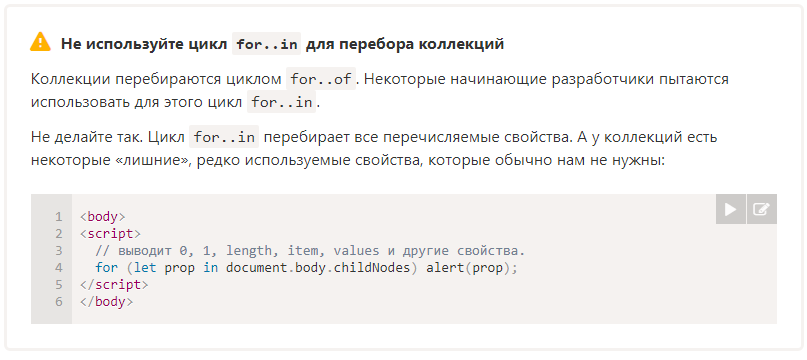 Не используйте цикл for..in для перебора коллекций
Коллекции перебираются циклом for..of. Некоторые начинающие разработчики пытаются
использовать для этого цикл for..in.
Не делайте так. Цикл for..in перебирает все перечисляемые свойства. А у коллекций есть
некоторые «лишние», редко используемые свойства, которые обычно нам не нужны:
1 <body>
2 <script>
3 // выводит 0, 1, length, item, values и другие свойства.
4 for (let prop in document.body.childNodes) alert(prop);
5 </script>
6 </body>